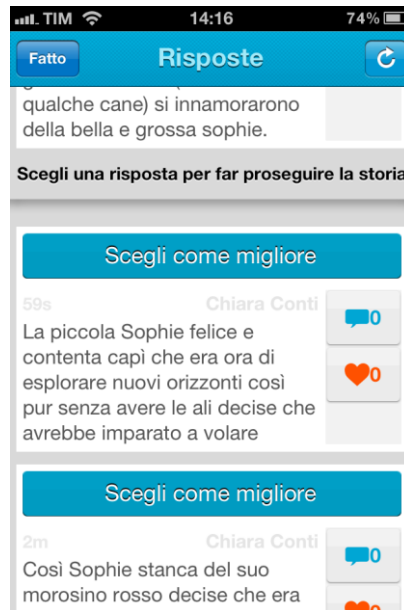 TIM 14:16 74%
Fatto Risposte
qualche cane) si innamorarono
della bella e grossa sophie.
Scegli una risposta per far proseguire la storia
Scegli come migliore
59s Chiara Conti
La piccola Sophie felice e
contenta capì che era ora di
esplorare nuovi orizzonti così
pur senza avere le ali decise che
avrebbe imparato a volare
0
0
Scegli come migliore
2m Chiara Conti
Così Sophie stanca del suo
morosino rosso decise che era
0
0